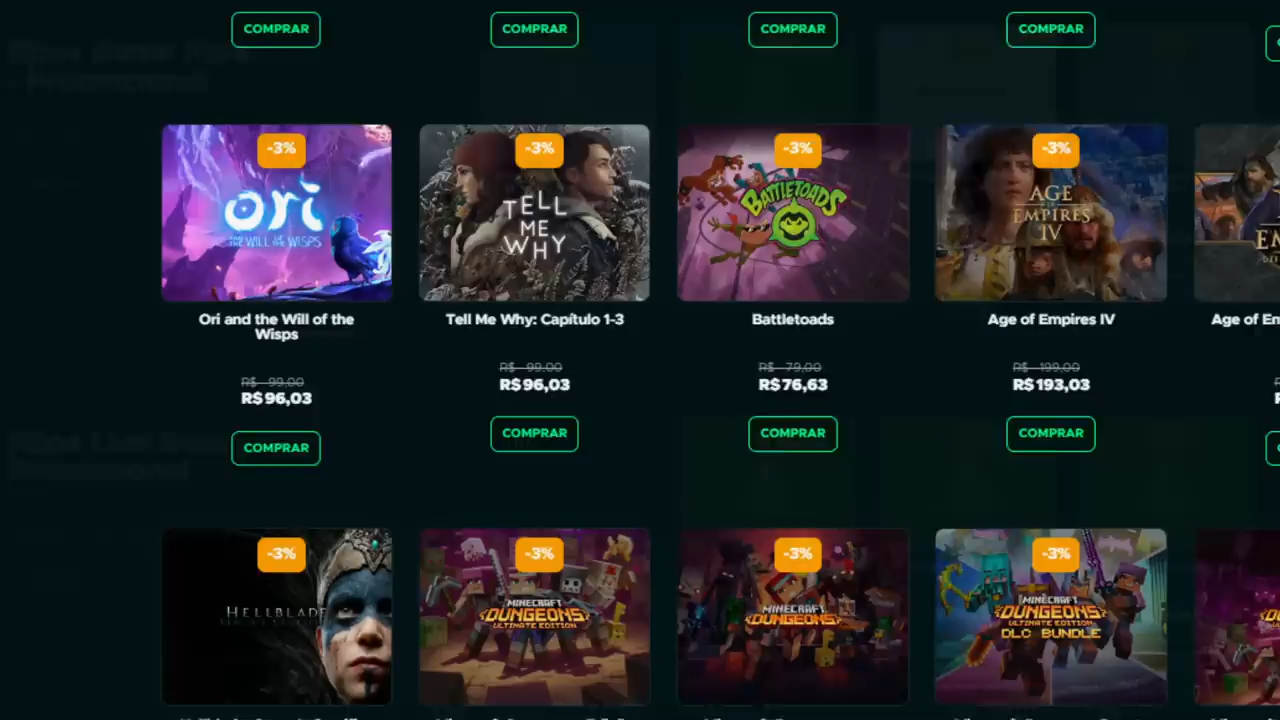 COMPRAR
COMPRAR
COMPRAR
COMPRAR
-3%
-3%
-3%
-3%
ori
AND THE WILL OF THE WISPS
TELL
ME
WHY
BATTLETOADS
AGE
OF
EMPIRES
IV
Ori and the Will of the
Wisps
Tell Me Why: Capítulo 1-3
Battletoads
Age of Empires IV
R$ 99,00
R$ 96,03
R$ 99,00
R$ 96,03
R$ 79,00
R$ 76,63
R$ 199,00
R$ 193,03
COMPRAR
COMPRAR
COMPRAR
COMPRAR
-3%
-3%
-3%
-3%
HELLBLADE
MINECRAFT
DUNGEONS
ULTIMATE EDITION
MINECRAFT
DUNGEONS
MINECRAFT
DUNGEONS
ULTIMATE EDITION
DLC BUNDLE